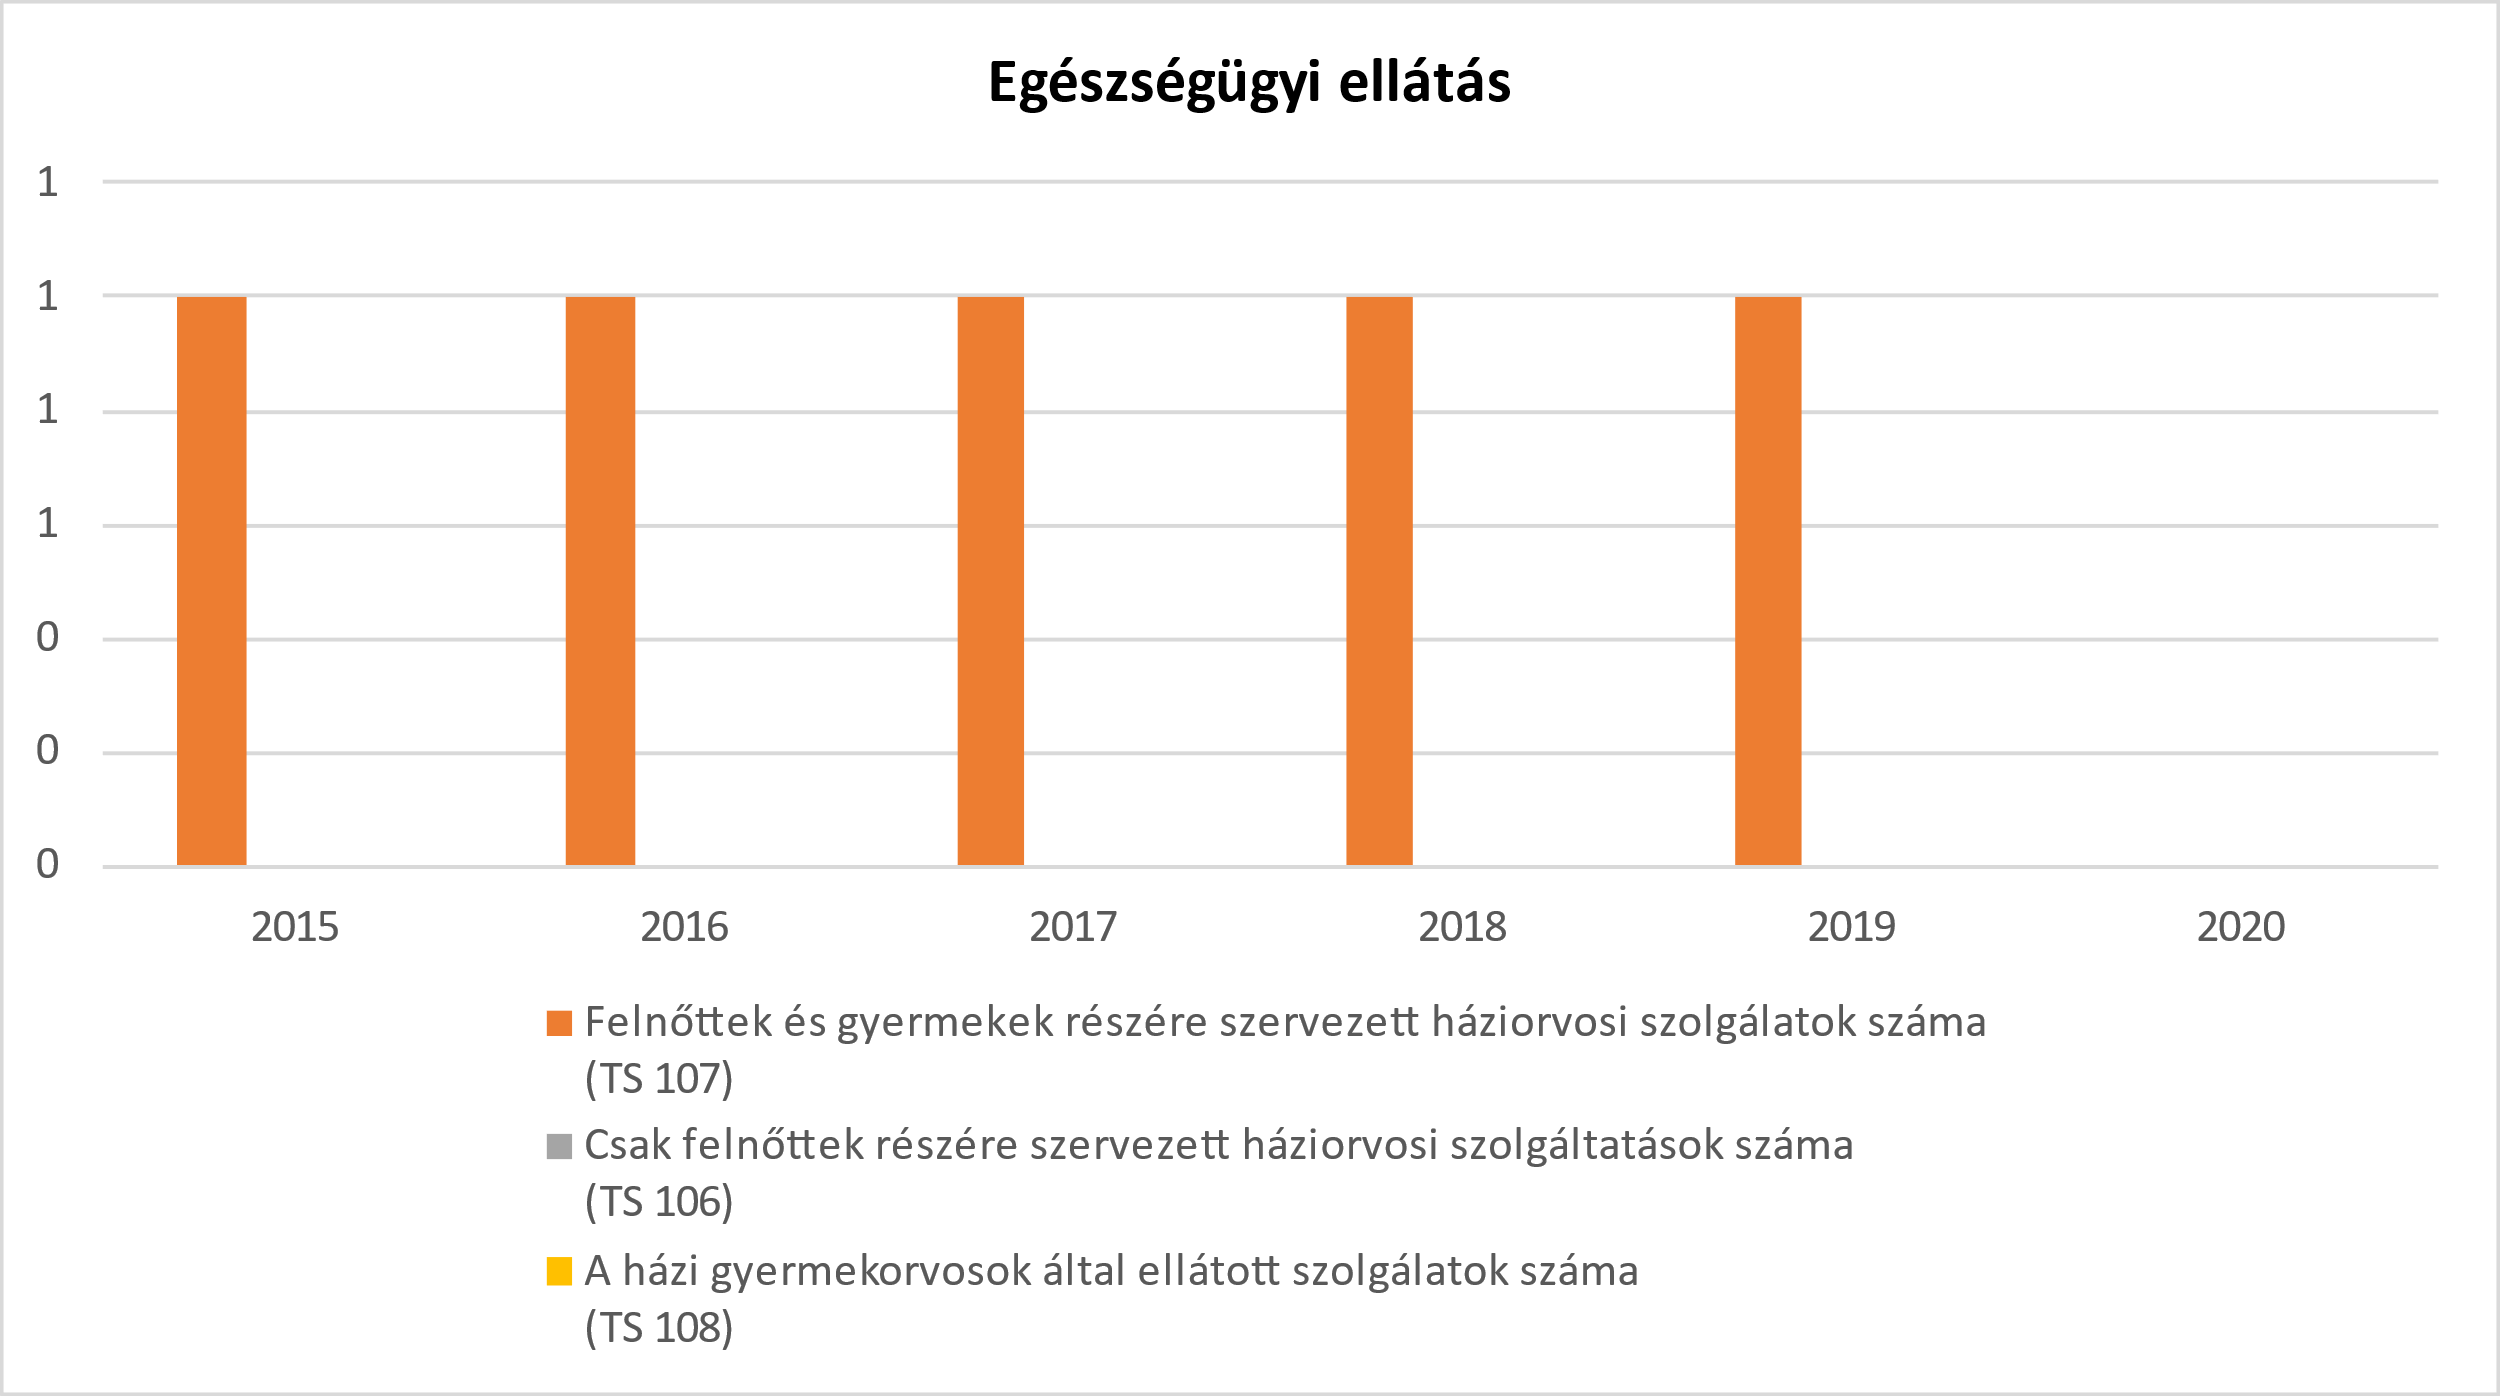 Egészségügyi ellátás
1
1
1
1
0
0
0
2015 2016 2017 2018 2019 2020
Felnőttek és gyermekek részére szervezett háziorvosi szolgálatok száma
(TS 107)
Csak felnőttek részére szervezett háziorvosi szolgáltatások száma
(TS 106)
A házi gyermekorvosok által ellátott szolgálatok száma
(TS 108)